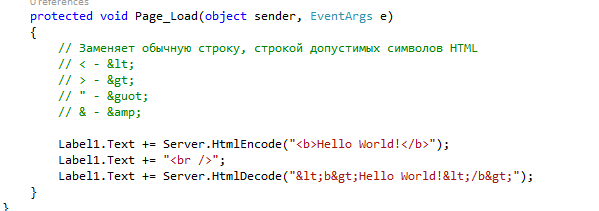 0 references
protected void Page_Load(object sender, EventArgs e)
{
// Заменяет обычную строку, строкой допустимых символов HTML
// < - &lt;
// > - &gt;
// " - &guot;
// & - &amp;
Label1.Text += Server.HtmlEncode("<b>Hello World!</b>");
Label1.Text += "<br />";
Label1.Text += Server.HtmlDecode("&lt;b&gt;Hello World!&lt;/b&gt;");
}
}